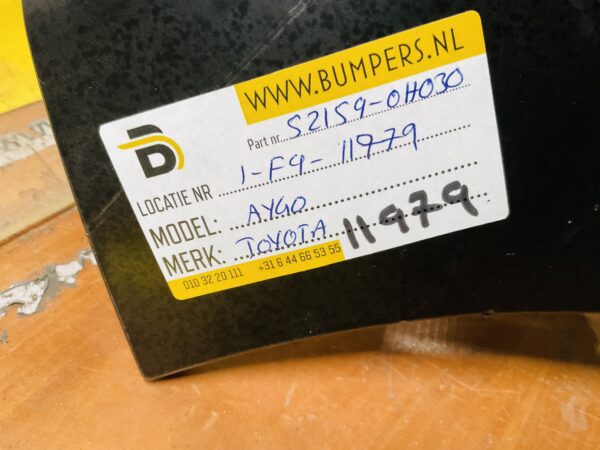 WWW.BUMPERS.NL
B
Part nr. 52159-0H030
LOCATIE NR 1-F9-11979
MODEL: AYGO
MERK: TOYOTA 11979
010 32 20 111 +31 6 44 66 53 55